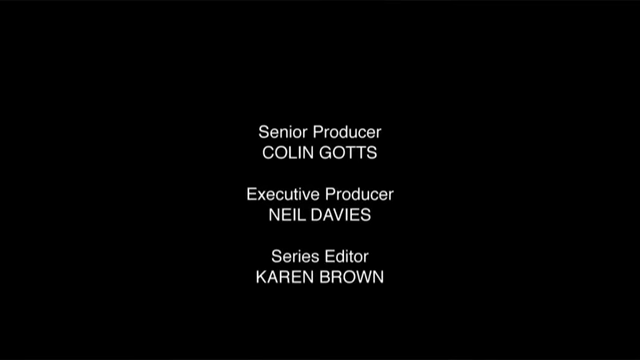 Senior Producer
COLIN GOTTS
Executive Producer
NEIL DAVIES
Series Editor
KAREN BROWN